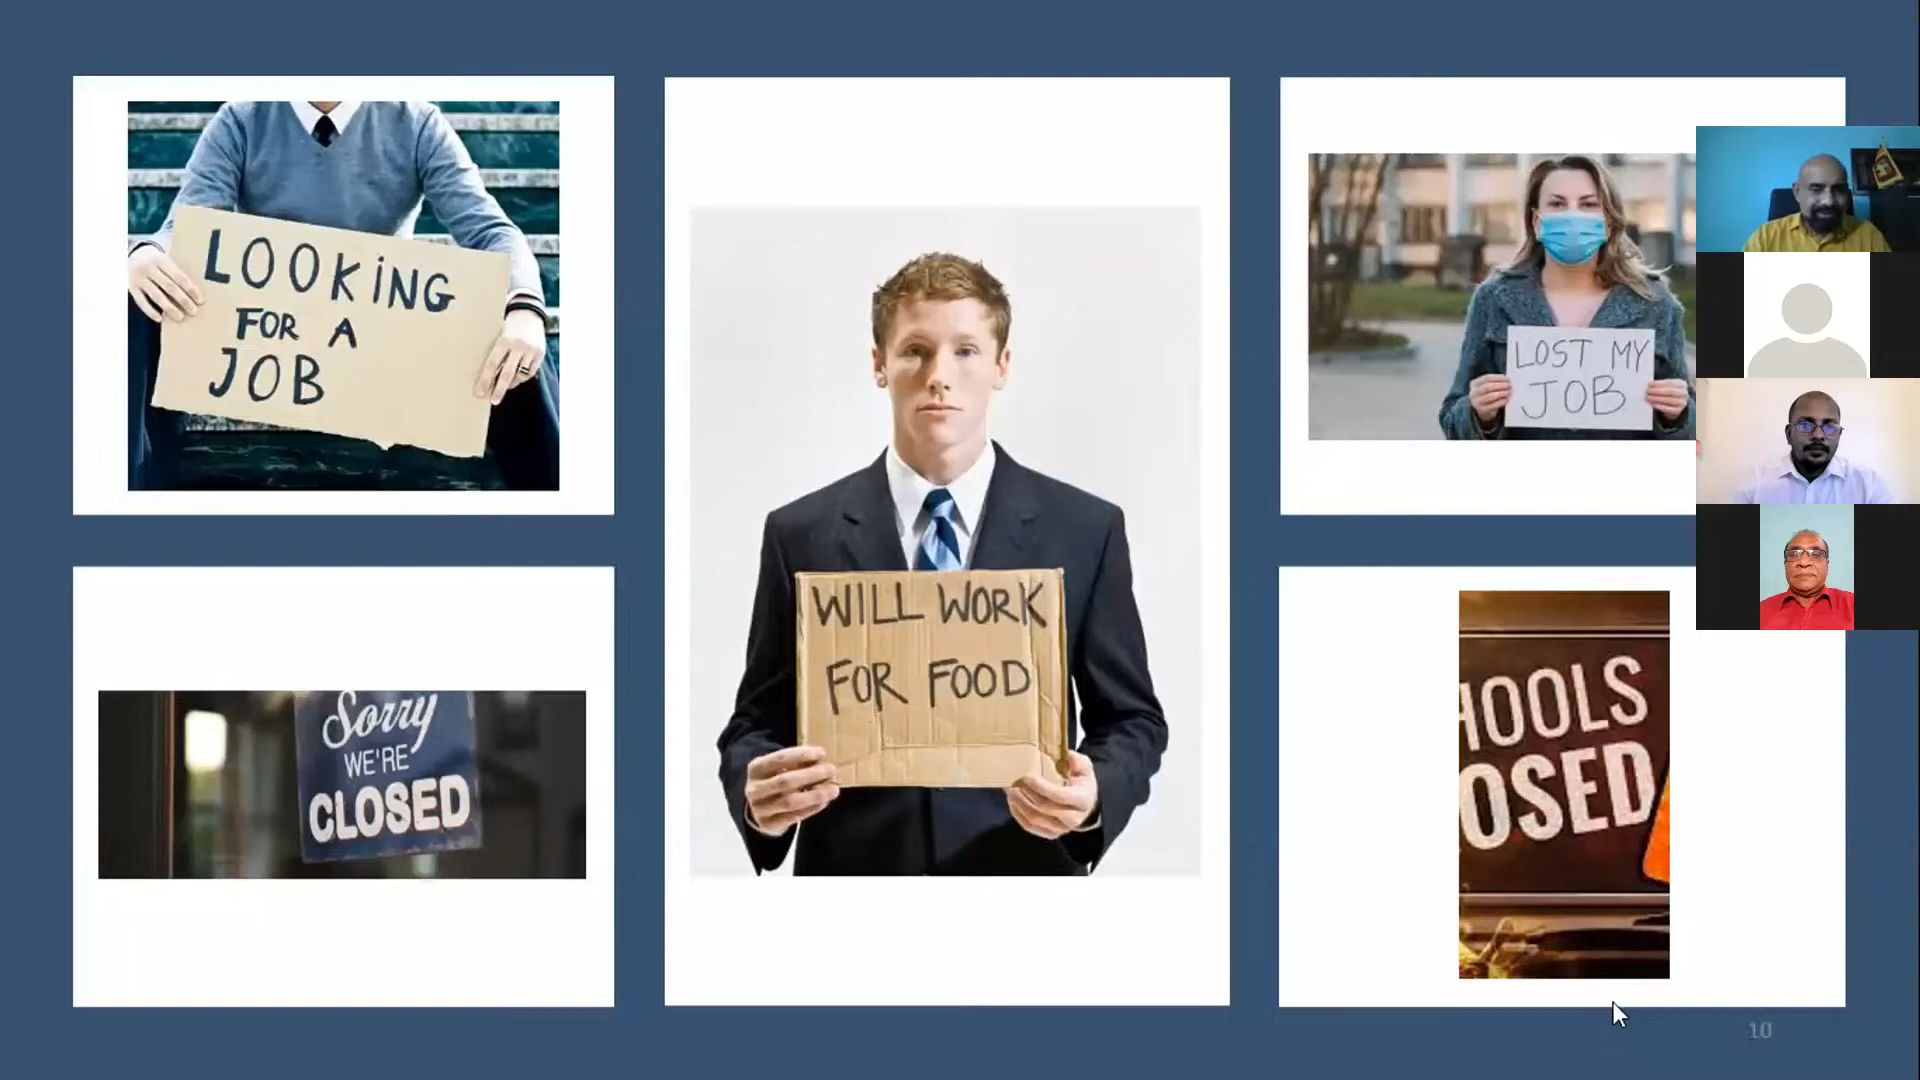 LOOKING
FOR A
JOB
WILL WORK
FOR FOOD
LOST MY
JOB
Sorry
WE'RE
CLOSED
HOOLS
OSED
10